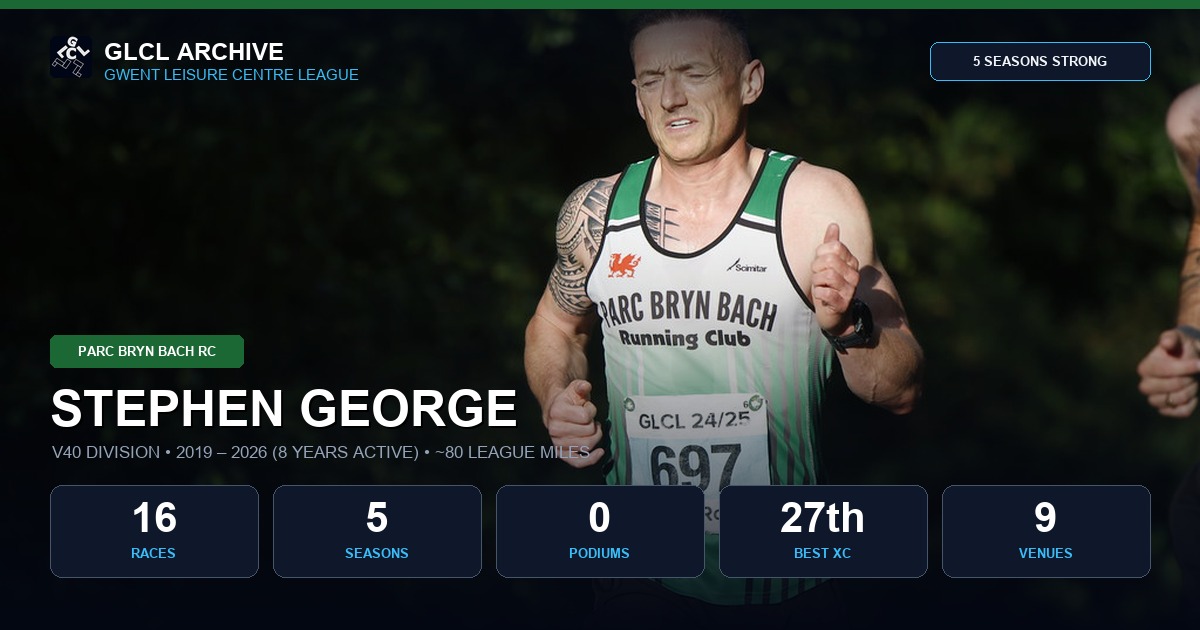 GC
GLCL ARCHIVE
GWENT LEISURE CENTRE LEAGUE
5 SEASONS STRONG
Scimitar
PARC BRYN BACH
Running Club
PARC BRYN BACH RC
STEPHEN GEORGE
GLCL 24/25
697
V40 DIVISION • 2019 – 2026 (8 YEARS ACTIVE) • ~80 LEAGUE MILES
16
RACES
5
SEASONS
0
PODIUMS
27th
BEST XC
9
VENUES